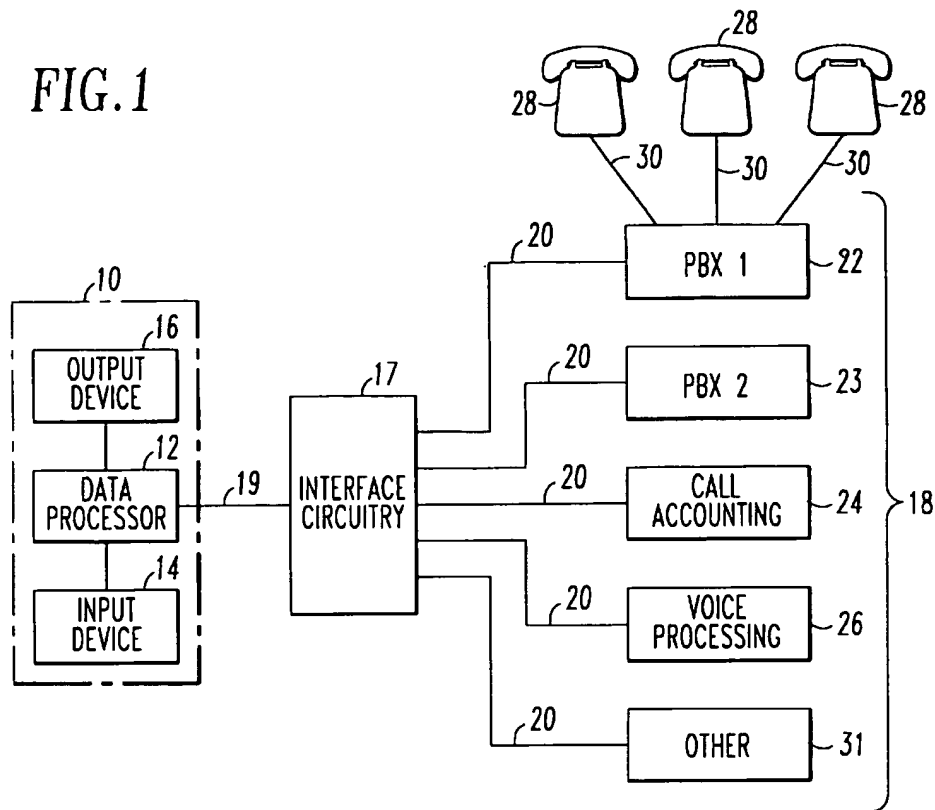 FIG.1
28
28
28
30
30
30
20
PBX 1
22
10
16
OUTPUT
DEVICE
20
PBX 2
23
17
12
DATA
PROCESSOR
19
INTERFACE
CIRCUITRY
20
CALL
ACCOUNTING
24
18
14
INPUT
DEVICE
20
VOICE
PROCESSING
26
20
OTHER
31